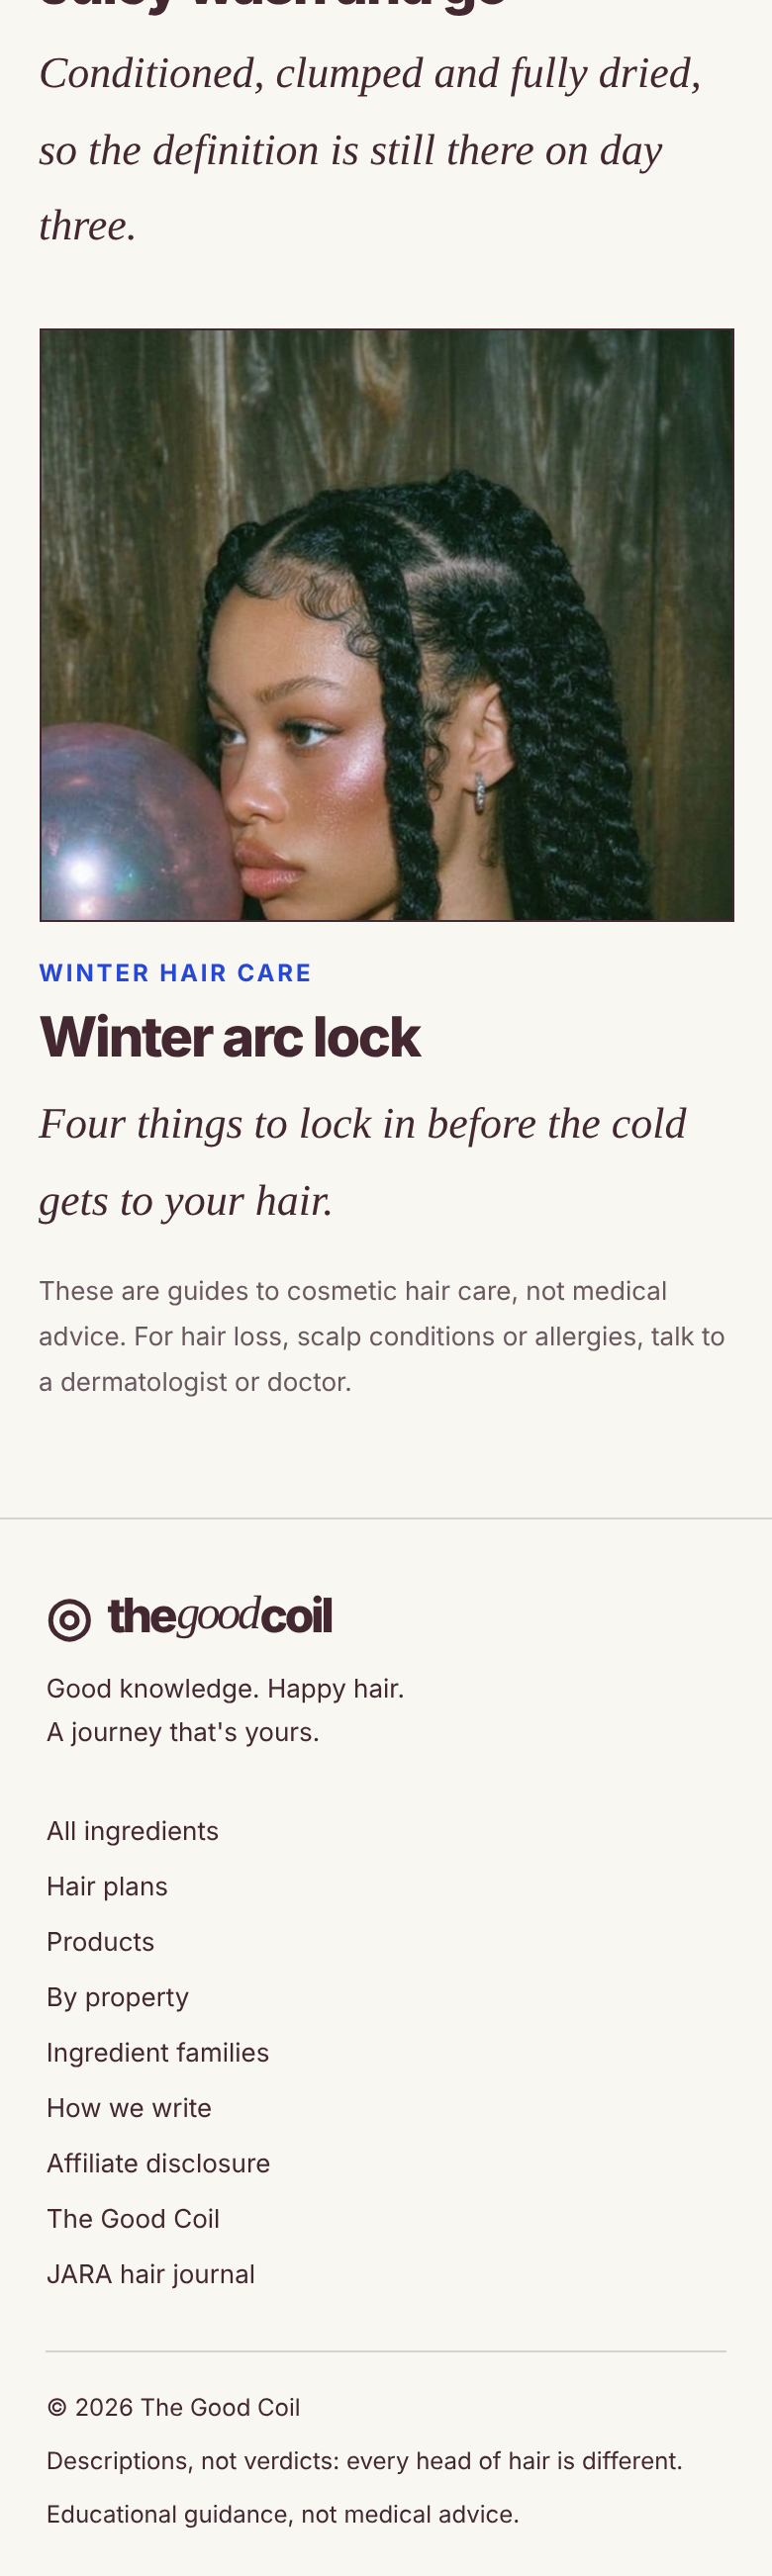 juicy wash and go
Conditioned, clumped and fully dried,
so the definition is still there on day
three.
WINTER HAIR CARE
Winter arc lock
Four things to lock in before the cold
gets to your hair.
These are guides to cosmetic hair care, not medical
advice. For hair loss, scalp conditions or allergies, talk to
a dermatologist or doctor.
thegoodcoil
Good knowledge. Happy hair.
A journey that's yours.
All ingredients
Hair plans
Products
By property
Ingredient families
How we write
Affiliate disclosure
The Good Coil
JARA hair journal
© 2026 The Good Coil
Descriptions, not verdicts: every head of hair is different.
Educational guidance, not medical advice.